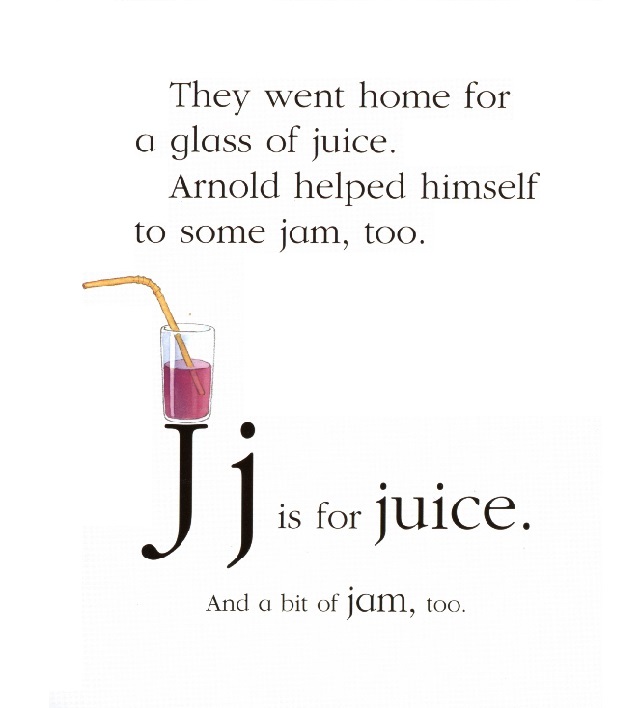 They went home for
a glass of juice.
Arnold helped himself
to some jam, too.
J j is for juice.
And a bit of jam, too.